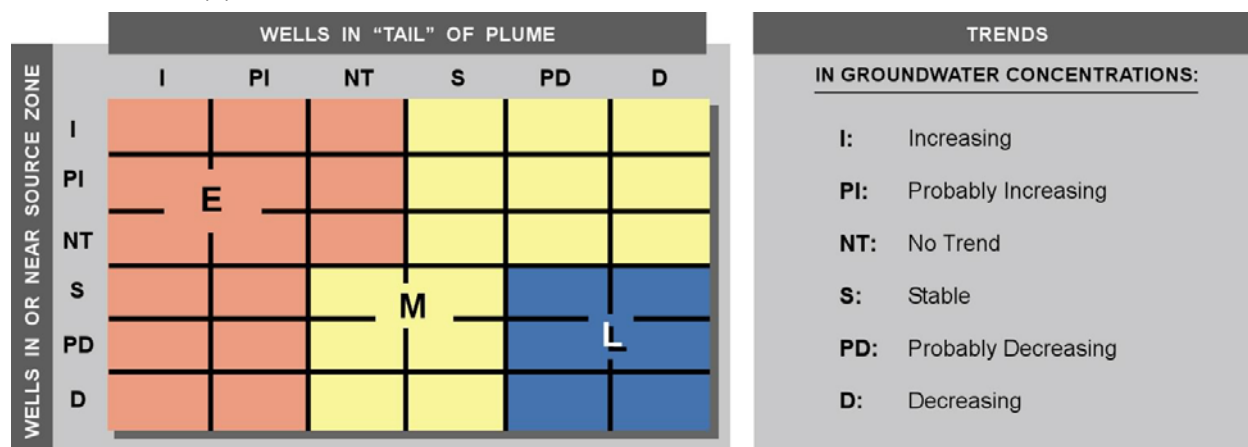 WELLS IN “TAIL” OF PLUME
I PI NT S PD D
WELLS IN OR NEAR SOURCE ZONE
I
PI
NT
S
PD
D
E
M
L
TRENDS
IN GROUNDWATER CONCENTRATIONS:
I: Increasing
PI: Probably Increasing
NT: No Trend
S: Stable
PD: Probably Decreasing
D: Decreasing